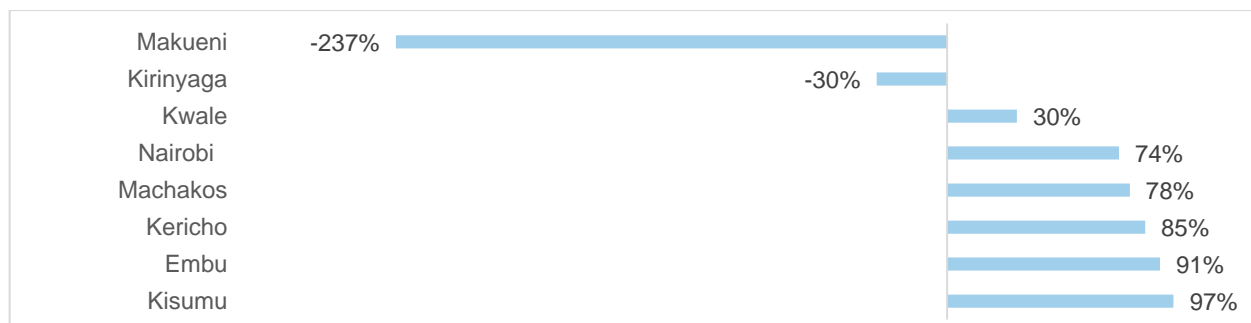 Makueni -237%
Kirinyaga -30%
Kwale 30%
Nairobi 74%
Machakos 78%
Kericho 85%
Embu 91%
Kisumu 97%